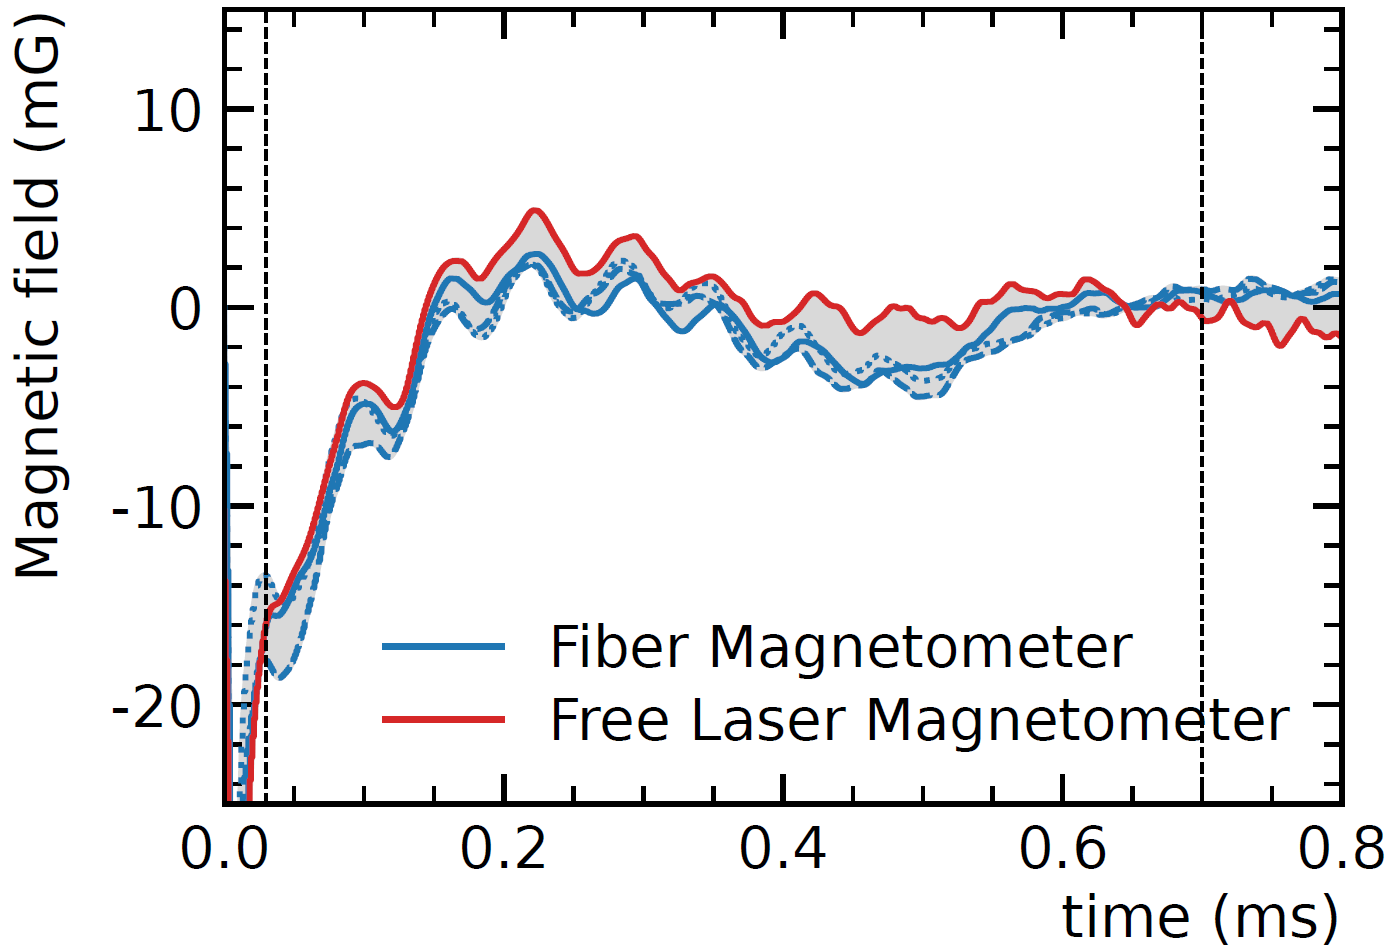 Magnetic field (mG)
10
0
-10
-20
Fiber Magnetometer
Free Laser Magnetometer
0.0 0.2 0.4 0.6 0.8
time (ms)